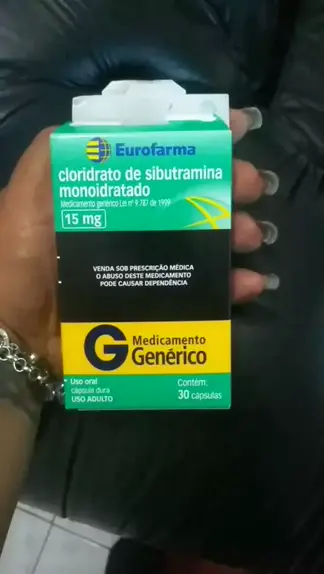 Eurofarma
cloridrato de sibutramina
monoidratado
Medicamento genérico Lei nº 9.787 de 1999
15 mg
VENDA SOB PRESCRIÇÃO MÉDICA
O ABUSO DESTE MEDICAMENTO
PODE CAUSAR DEPENDÊNCIA
G Medicamento
Genérico
Uso oral
cápsula dura
USO ADULTO
Contém:
30 cápsulas